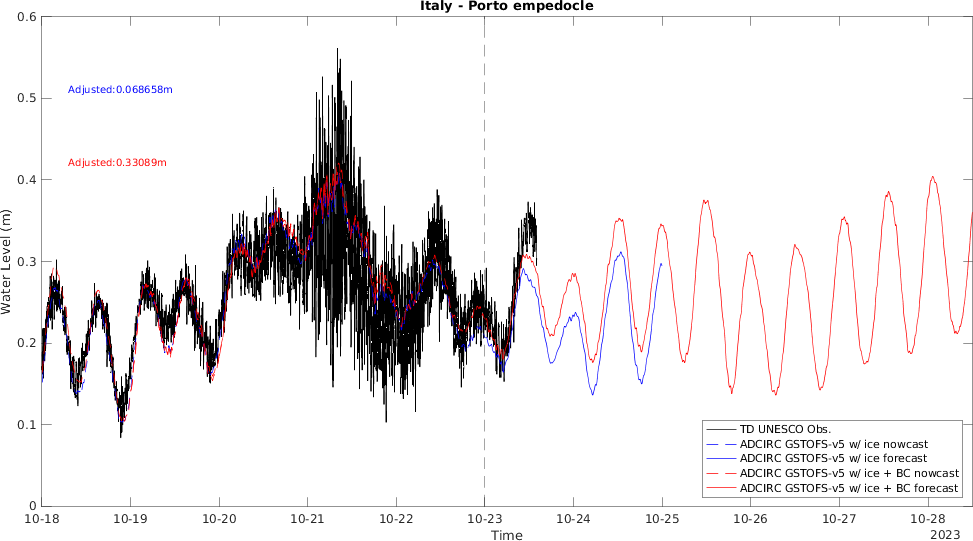 Italy - Porto empedocle
0.6
0.5
0.4
0.3
0.2
0.1
0
Water Level (m)
Adjusted:0.068658m
Adjusted:0.33089m
TD UNESCO Obs.
ADCIRC GSTOFS-v5 w/ ice nowcast
ADCIRC GSTOFS-v5 w/ ice forecast
ADCIRC GSTOFS-v5 w/ ice + BC nowcast
ADCIRC GSTOFS-v5 w/ ice + BC forecast
10-18 10-19 10-20 10-21 10-22 10-23 10-24 10-25 10-26 10-27 10-28
Time
2023